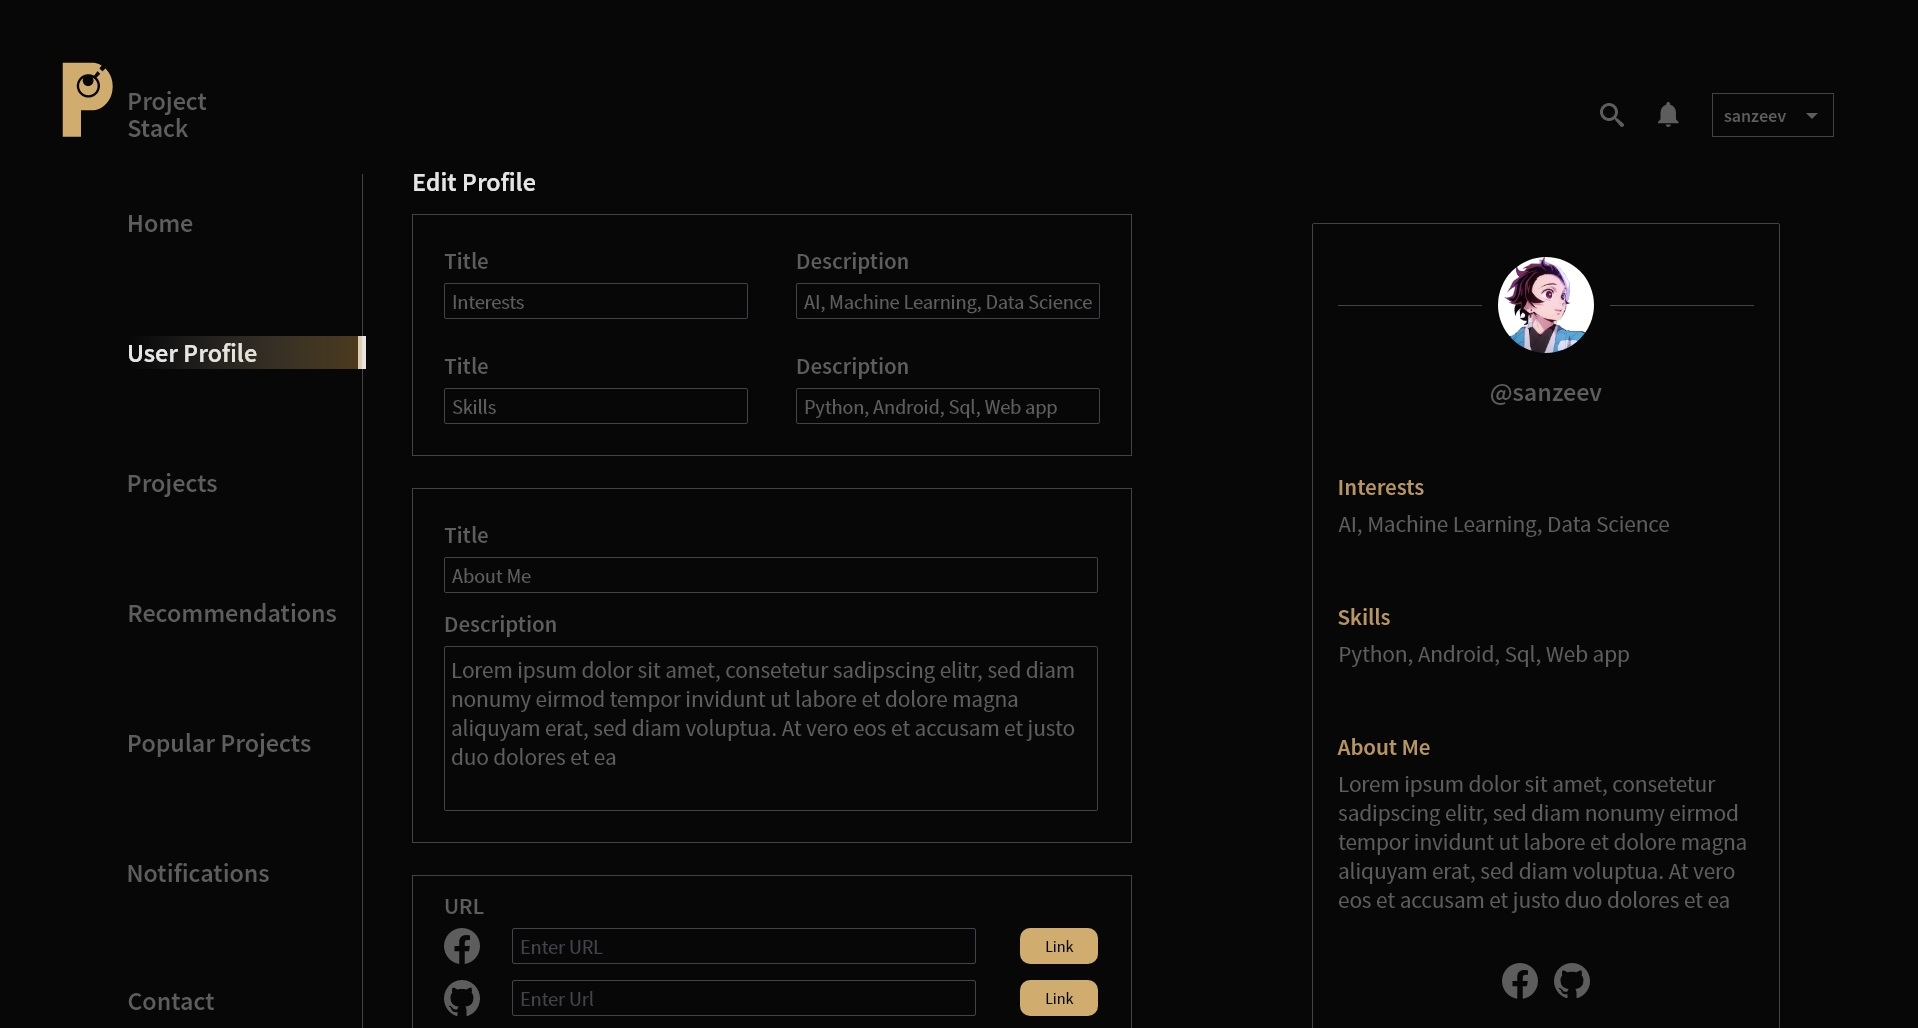 Project
Stack
sanzeev
Home
User Profile
Projects
Recommendations
Popular Projects
Notifications
Contact
Edit Profile
Title
Description
Interests
AI, Machine Learning, Data Science
Title
Description
Skills
Python, Android, Sql, Web app
Title
About Me
Description
Lorem ipsum dolor sit amet, consetetur sadipscing elitr, sed diam
nonumy eirmod tempor invidunt ut labore et dolore magna
aliquyam erat, sed diam voluptua. At vero eos et accusam et justo
duo dolores et ea
URL
Enter URL
Link
Enter Url
Link
@sanzeev
Interests
AI, Machine Learning, Data Science
Skills
Python, Android, Sql, Web app
About Me
Lorem ipsum dolor sit amet, consetetur
sadipscing elitr, sed diam nonumy eirmod
tempor invidunt ut labore et dolore magna
aliquyam erat, sed diam voluptua. At vero
eos et accusam et justo duo dolores et ea